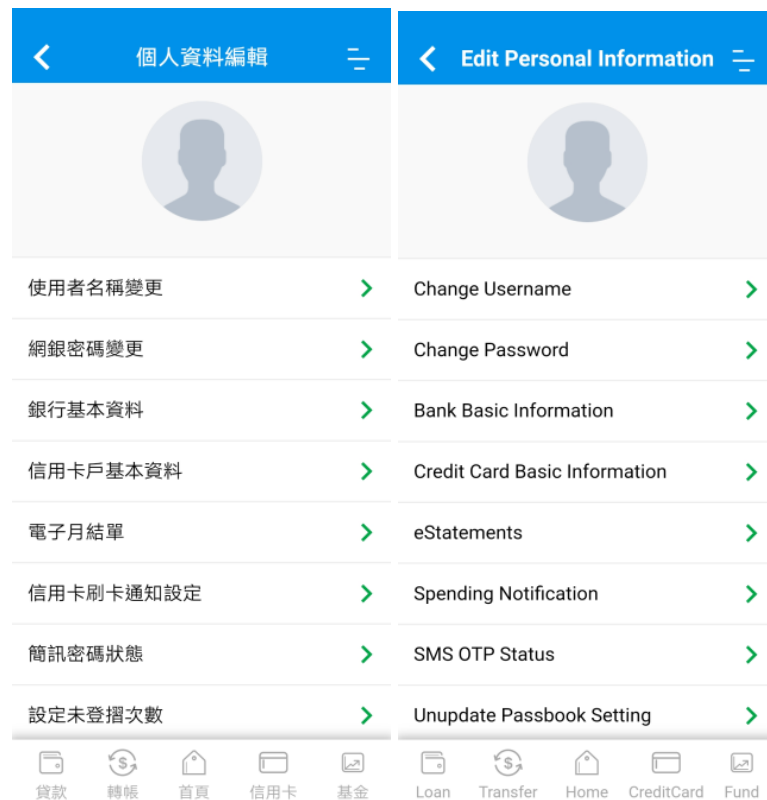 個人資料編輯
使用者名稱變更
網銀密碼變更
銀行基本資料
信用卡戶基本資料
電子月結單
信用卡刷卡通知設定
簡訊密碼狀態
設定未登摺次數
貸款 轉帳 首頁 信用卡 基金
Edit Personal Information
Change Username
Change Password
Bank Basic Information
Credit Card Basic Information
eStatements
Spending Notification
SMS OTP Status
Unupdate Passbook Setting
Loan Transfer Home CreditCard Fund